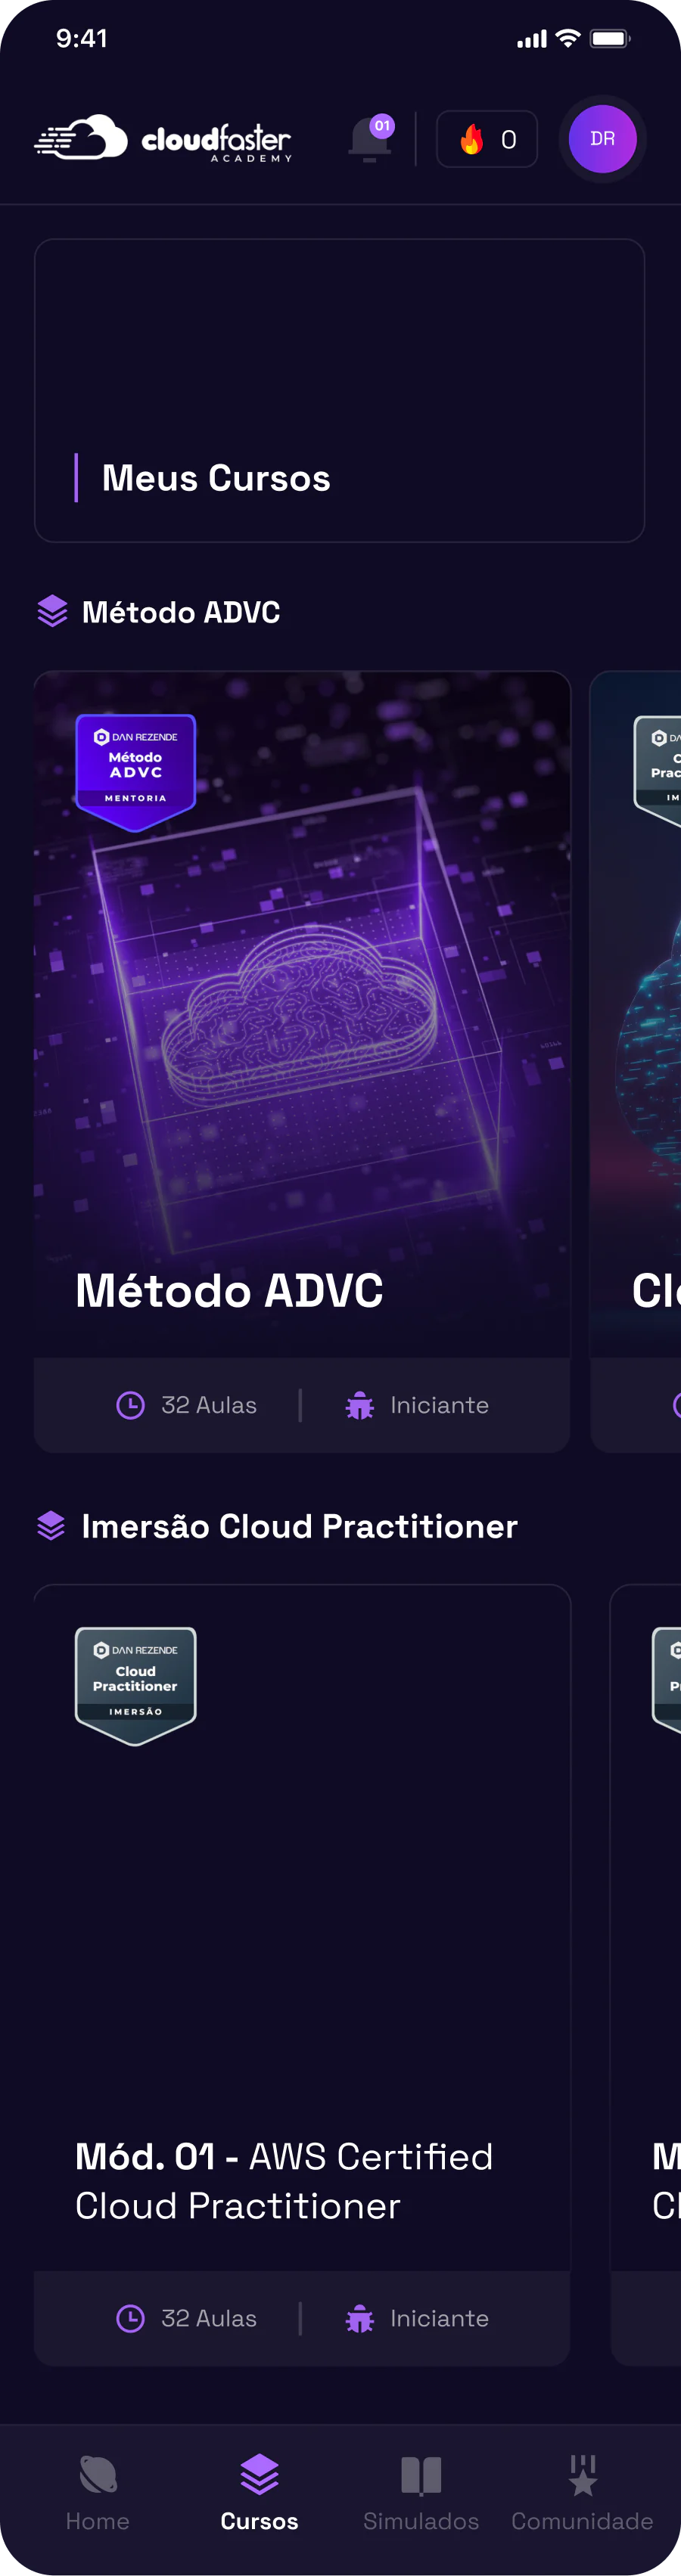 9:41
cloudfaster
ACADEMY
01
0
DR
Meus Cursos
Método ADVC
DAN REZENDE
Método
ADVC
MENTORIA
Método ADVC
32 Aulas
Iniciante
Imersão Cloud Practitioner
DAN REZENDE
Cloud
Practitioner
IMERSÃO
Mód. 01 - AWS Certified
Cloud Practitioner
32 Aulas
Iniciante
Home
Cursos
Simulados
Comunidade